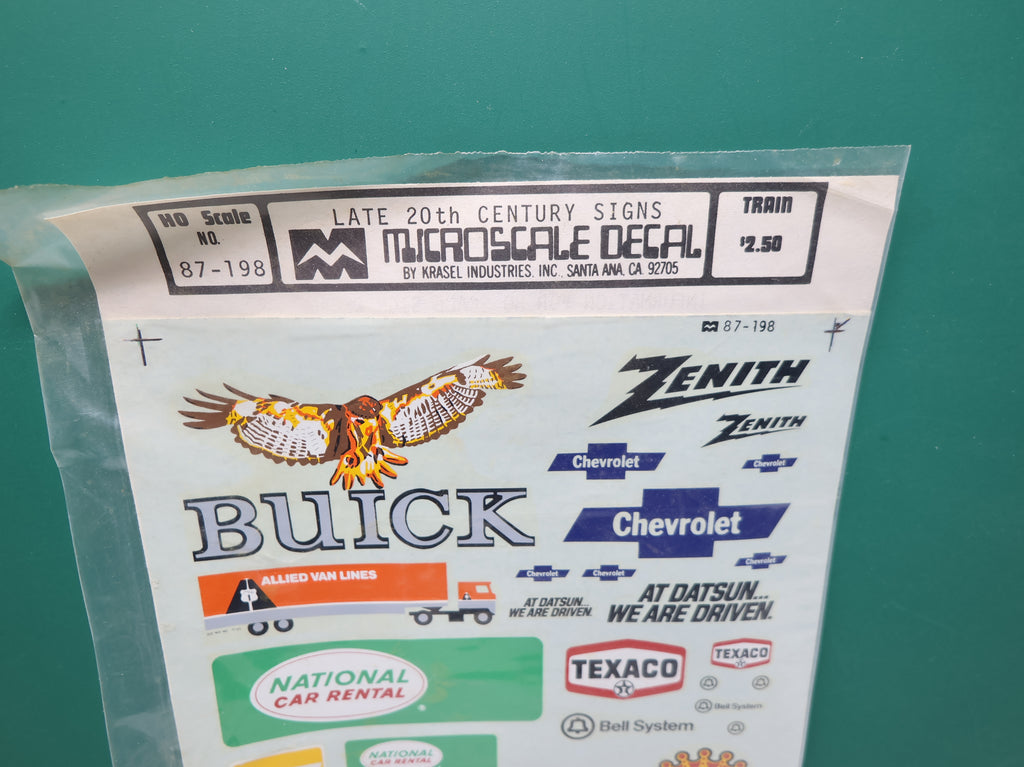 HO Scale
NO.
87-198
LATE 20th CENTURY SIGNS
MICROSCALE DECAL
BY KRASEL INDUSTRIES, INC., SANTA ANA, CA. 92705
TRAIN
$2.50
87-198
ZENITH
ZENITH
Chevrolet
Chevrolet
BUICK
Chevrolet
Chevrolet
ALLIED VAN LINES
Chevrolet
Chevrolet
AT DATSUN...
WE ARE DRIVEN.
AT DATSUN...
WE ARE DRIVEN.
NATIONAL
CAR RENTAL
TEXACO
TEXACO
Bell System
Bell System
NATIONAL
CAR RENTAL